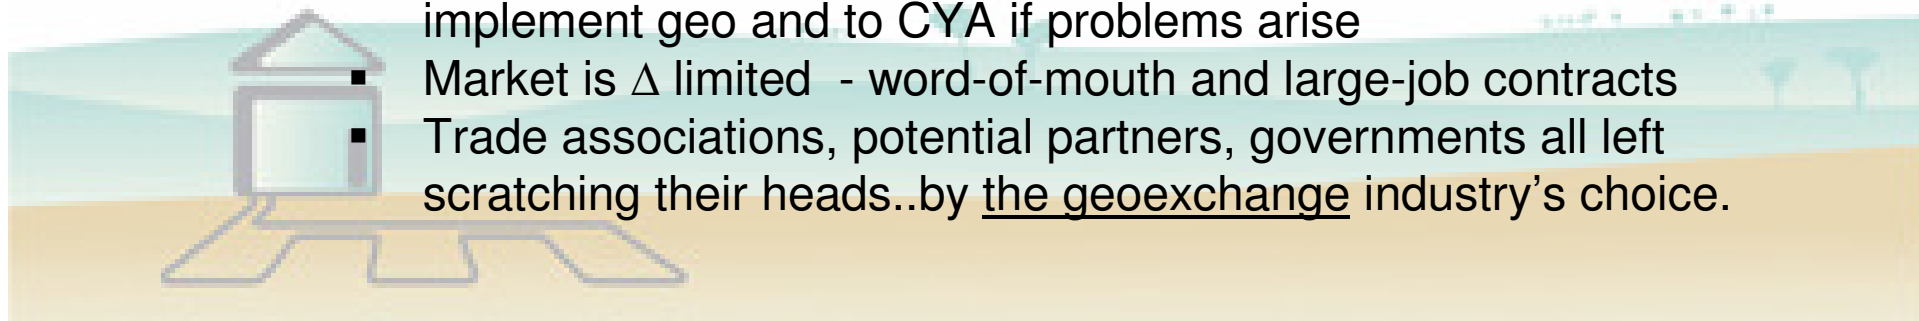 implement geo and to CYA if problems arise
▪ Market is Δ limited - word-of-mouth and large-job contracts
▪ Trade associations, potential partners, governments all left
scratching their heads..by the geoexchange industry’s choice.